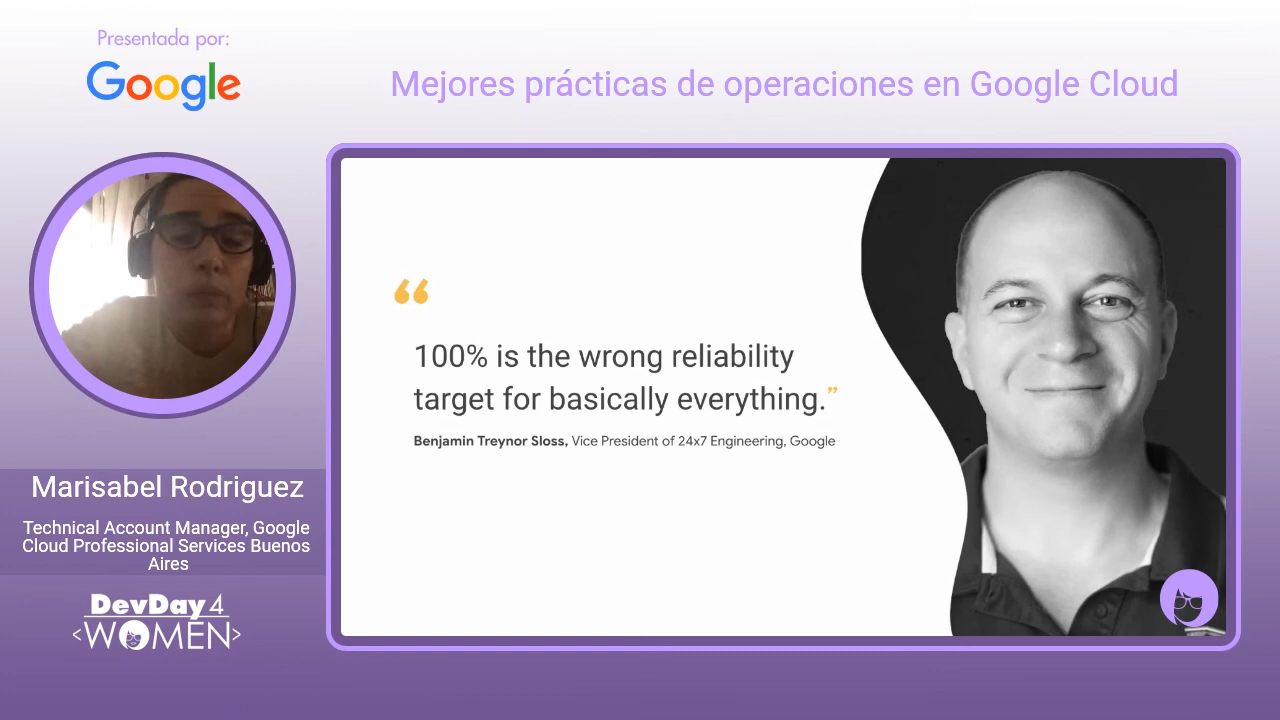 Presentada por:
Google
Mejores prácticas de operaciones en Google Cloud
“
100% is the wrong reliability
target for basically everything.”
Benjamin Treynor Sloss, Vice President of 24x7 Engineering, Google
Marisabel Rodriguez
Technical Account Manager, Google
Cloud Professional Services Buenos
Aires
DevDay 4
<WOMEN>